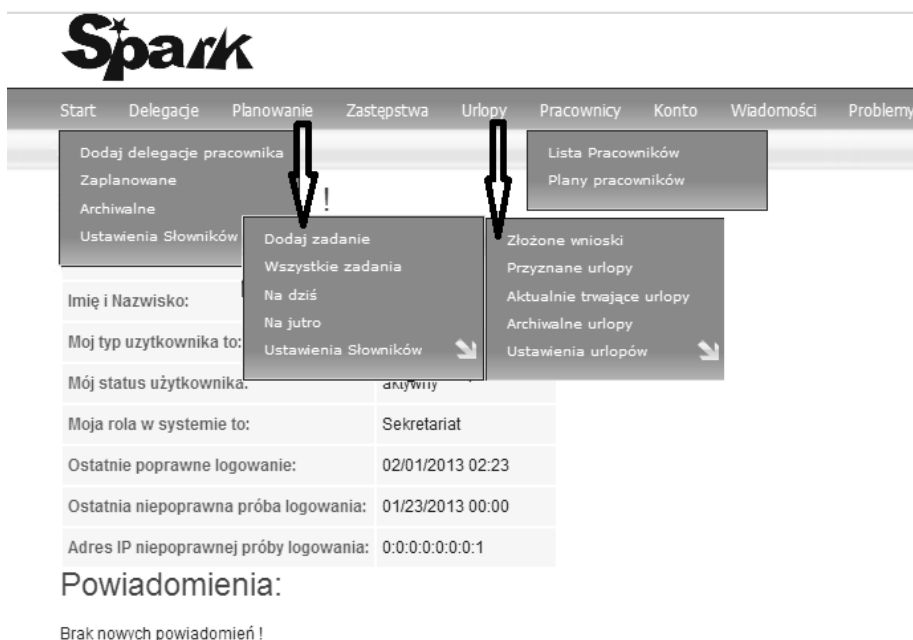 Spark
Start Delegacje Planowanie Zastępstwa Urlopy Pracownicy Konto Wiadomości Problemy
Dodaj delegacje pracownika
Zaplanowane
Archiwalne
Ustawienia Słowników
Lista Pracowników
Plany pracowników
!
Dodaj zadanie
Wszystkie zadania
Na dziś
Na jutro
Ustawienia Słowników
Złożone wnioski
Przyznane urlopy
Aktualnie trwające urlopy
Archiwalne urlopy
Ustawienia urlopów
Imię i Nazwisko:
Moj typ uzytkownika to:
Mój status użytkownika: aktywny
Moja rola w systemie to: Sekretariat
Ostatnie poprawne logowanie: 02/01/2013 02:23
Ostatnia niepoprawna próba logowania: 01/23/2013 00:00
Adres IP niepoprawnej próby logowania: 0:0:0:0:0:0:0:1
Powiadomienia:
Brak nowych powiadomień !